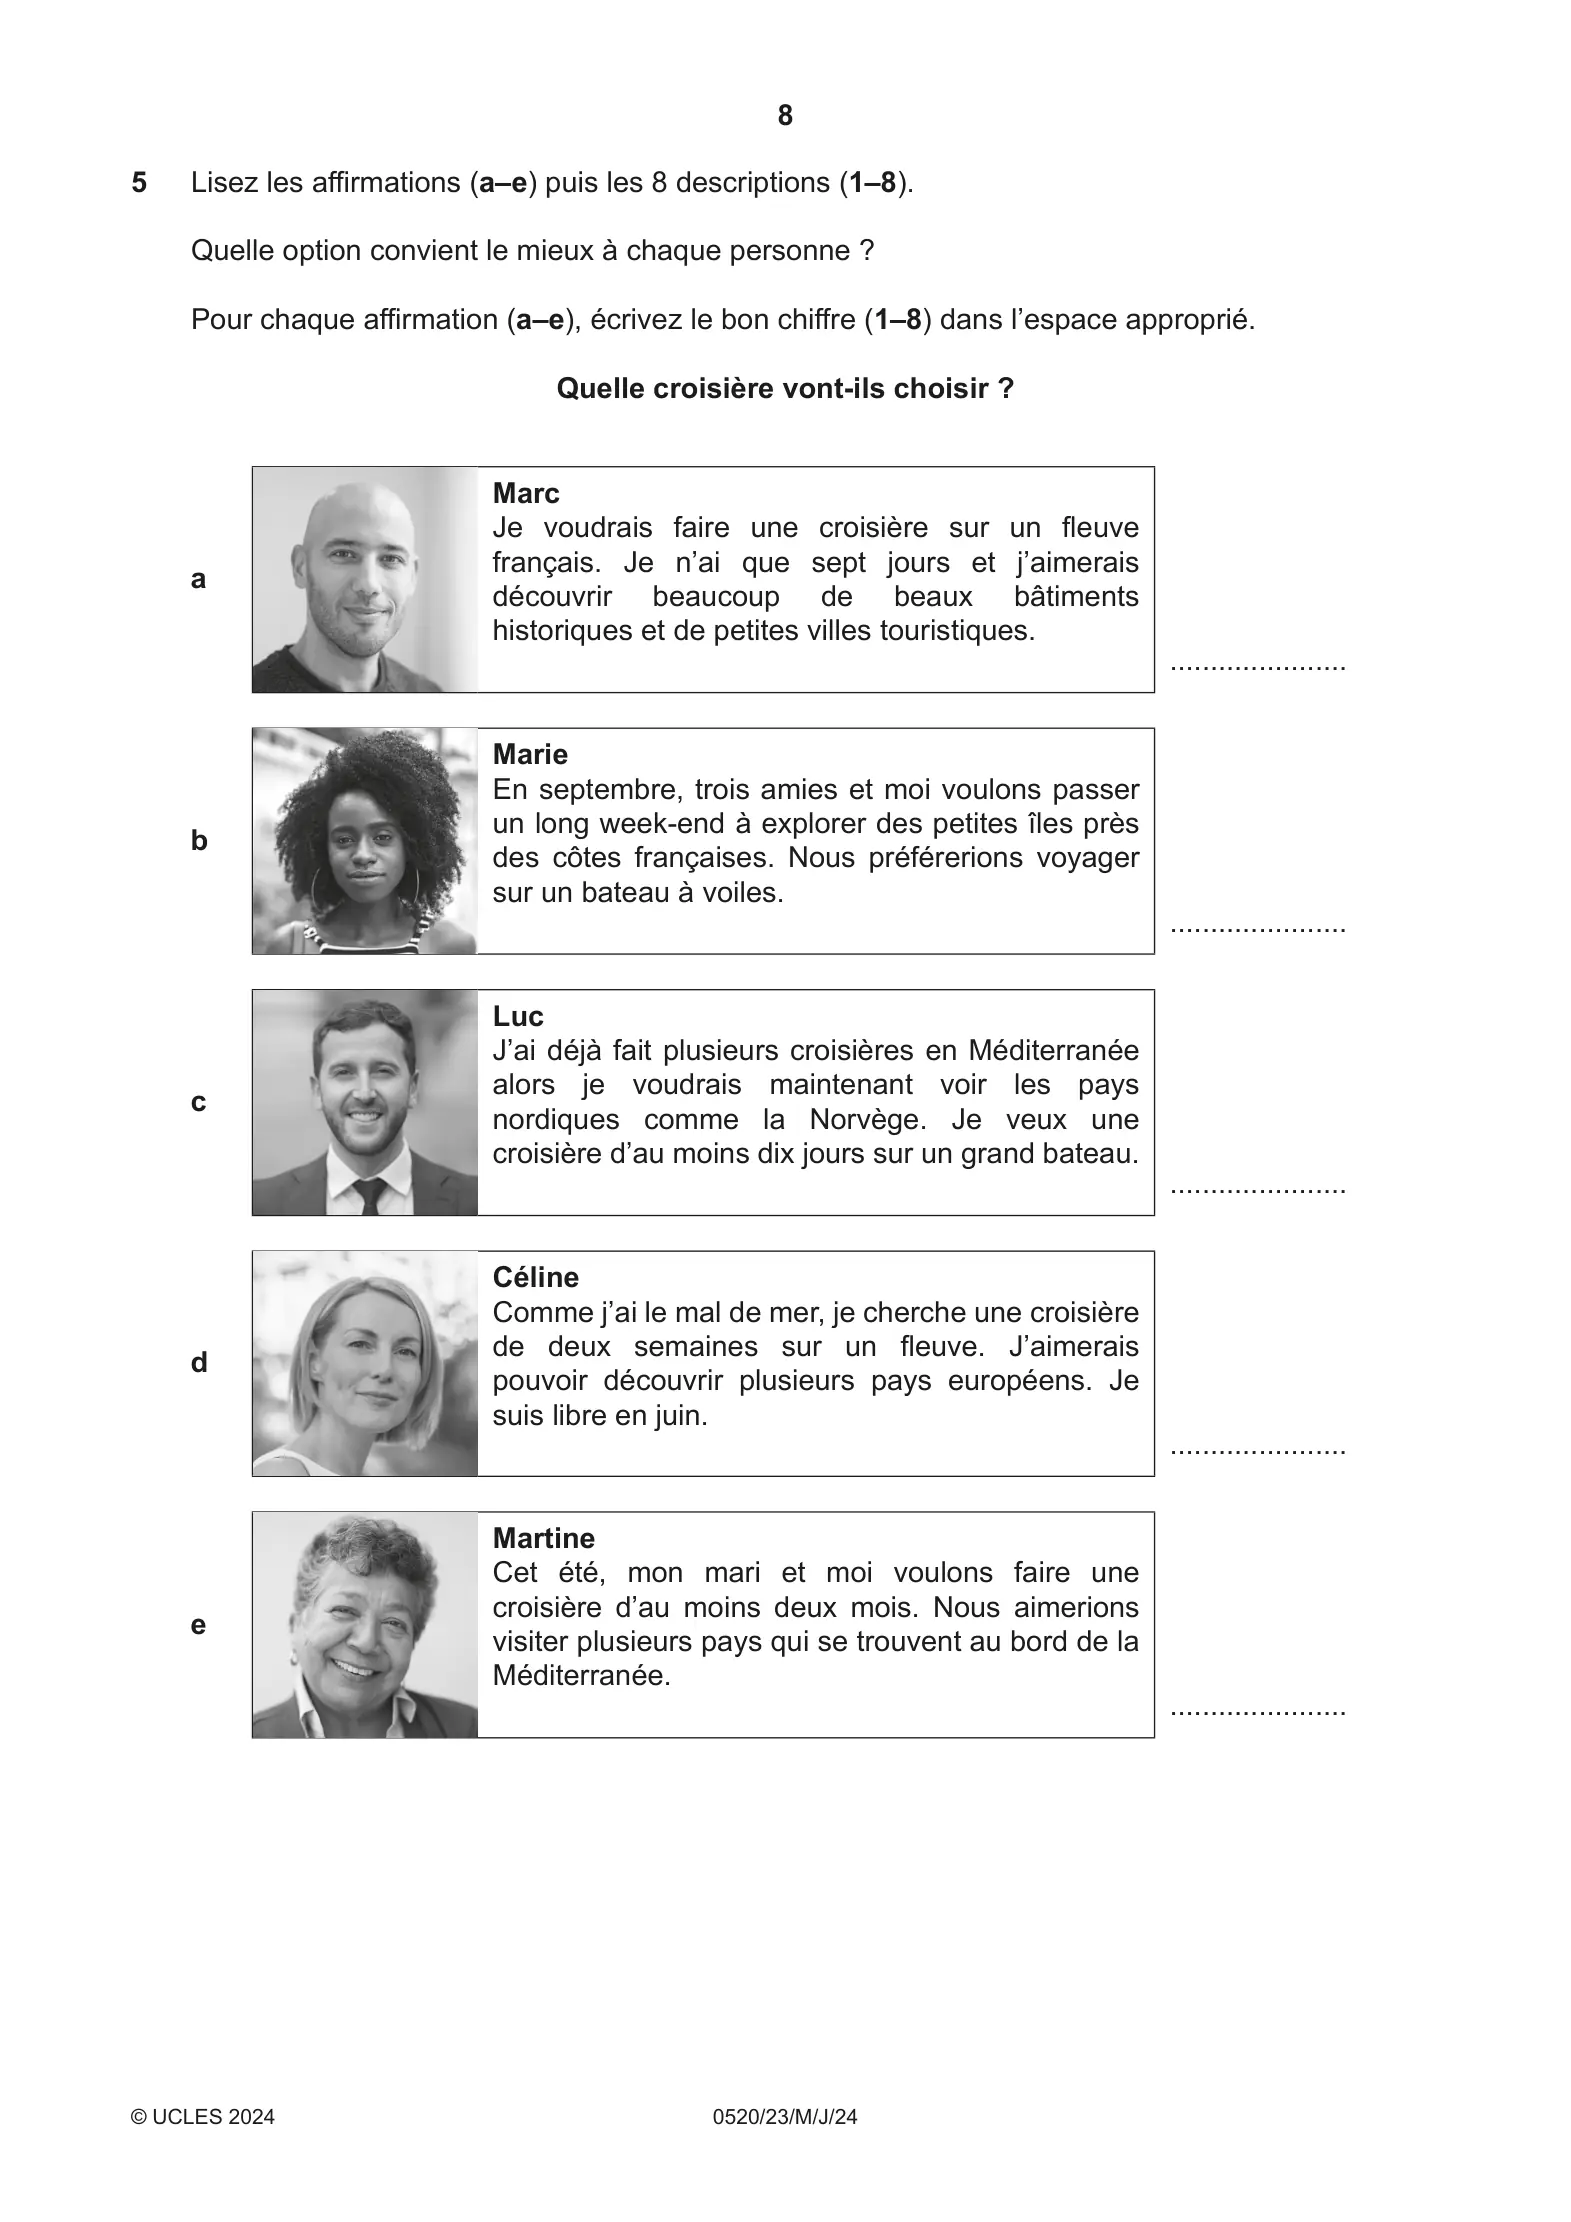 8
5 Lisez les affirmations (a–e) puis les 8 descriptions (1–8).
Quelle option convient le mieux à chaque personne ?
Pour chaque affirmation (a–e), écrivez le bon chiffre (1–8) dans l’espace approprié.
Quelle croisière vont-ils choisir ?
a
Marc
Je voudrais faire une croisière sur un fleuve
français. Je n’ai que sept jours et j’aimerais
découvrir beaucoup de beaux bâtiments
historiques et de petites villes touristiques.
......................
b
Marie
En septembre, trois amies et moi voulons passer
un long week-end à explorer des petites îles près
des côtes françaises. Nous préférerions voyager
sur un bateau à voiles.
......................
c
Luc
J’ai déjà fait plusieurs croisières en Méditerranée
alors je voudrais maintenant voir les pays
nordiques comme la Norvège. Je veux une
croisière d’au moins dix jours sur un grand bateau.
......................
d
Céline
Comme j’ai le mal de mer, je cherche une croisière
de deux semaines sur un fleuve. J’aimerais
pouvoir découvrir plusieurs pays européens. Je
suis libre en juin.
......................
e
Martine
Cet été, mon mari et moi voulons faire une
croisière d’au moins deux mois. Nous aimerions
visiter plusieurs pays qui se trouvent au bord de la
Méditerranée.
......................
© UCLES 2024 0520/23/M/J/24